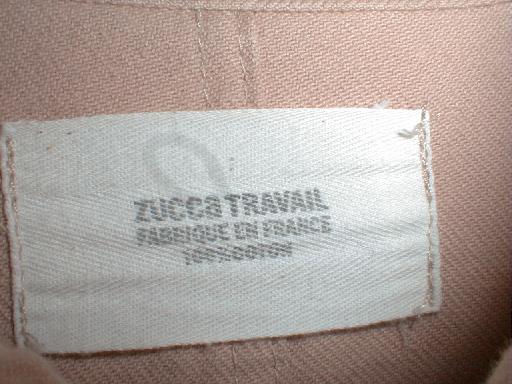 ZUCCa TRAVAIL
FABRIQUE EN FRANCE
100%COTON